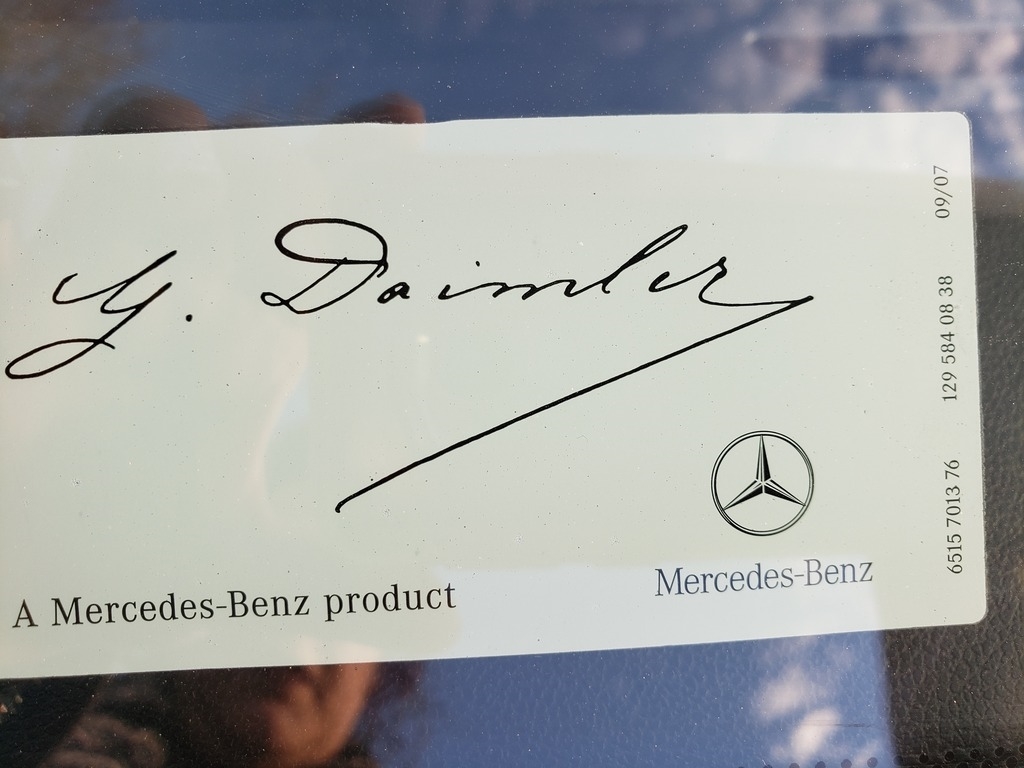 G. Daimler
A Mercedes-Benz product
Mercedes-Benz
6515 7013 76
129 584 08 38
09/07